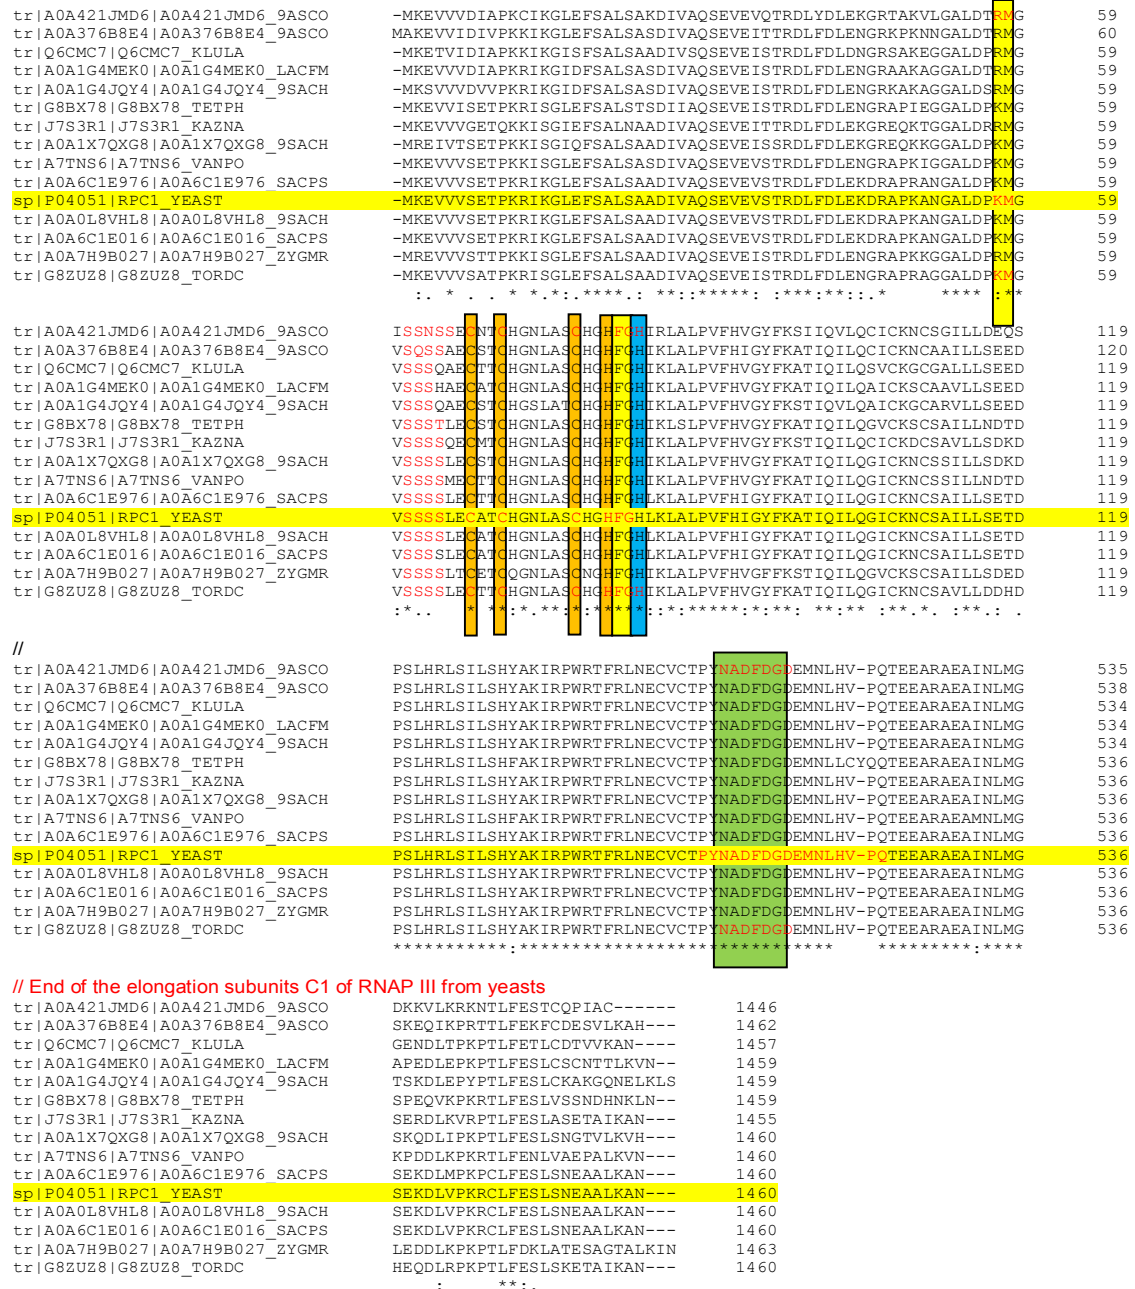 tr|A0A421JMD6|A0A421JMD6_9ASCO -MKEVVVDIAPKCIKGLEFSALSAKDIVAQSEVEVQTRDLYDLEKGRTAKVLGALDTRMG 59
tr|A0A376B8E4|A0A376B8E4_9ASCO MAKEVVIDIVPKKIKGLEFSALSAADIVAQSEVEITTRDLFDLENGRKPKNNGALDTRMG 60
tr|Q6CMC7|Q6CMC7_KLULA -MKETVIDIAPKKIKGISFSALSAADIVSQSEVEISTRDLFDLDNGRSAKEGGALDPRMG 59
tr|A0A1G4MEK0|A0A1G4MEK0_LACFM -MKEVVVDIAPKRIKGIDFSALSASDIVAQSEVEISTRDLFDLENGRAAKAGGALDTRMG 59
tr|A0A1G4JQY4|A0A1G4JQY4_9SACH -MKSVVVDVVPKRIKGIDFSALSAADIVAQSEVEISTRDLFDLENGRKAKAGGALDSRMG 59
tr|G8BX78|G8BX78_TETPH -MKEVVISETPKRISGLEFSALSTSDIIAQSEVEISTRDLFDLENGRAPIEGGALDPKMG 59
tr|J7S3R1|J7S3R1_KAZNA -MKEVVVGETQKKISGIEFSALNAADIVAQSEVEITTRDLFDLEKGREQKTGGALDRRMG 59
tr|A0A1X7QXG8|A0A1X7QXG8_9SACH -MREIVTSETPKKISGIQFSALSAADIVAQSEVEISSRDLFDLEKGREQKKGGALDPKMG 59
tr|A7TNS6|A7TNS6_VANPO -MKEVVVSETPKKISGLEFSALSASDIVAQSEVEVSTRDLFDLENGRAPKIGGALDPKMG 59
tr|A0A6C1E976|A0A6C1E976_SACPS -MKEVVVSETPKRIKGLEFSALSAADIVAQSEVEVSTRDLFDLEKDRAPRANGALDPKMG 59
sp|P04051|RPC1_YEAST -MKEVVVSETPKRIKGLEFSALSAADIVAQSEVEVSTRDLFDLEKDRAPKANGALDPKMG 59
tr|A0A0L8VHL8|A0A0L8VHL8_9SACH -MKEVVVSETPKRIKGLEFSALSAADIVAQSEVEVSTRDLFDLEKDRAPKANGALDPKMG 59
tr|A0A6C1E016|A0A6C1E016_SACPS -MKEVVVSETPKRIKGLEFSALSAADIVAQSEVEVSTRDLFDLEKDRAPKANGALDPKMG 59
tr|A0A7H9B027|A0A7H9B027_ZYGMR -MREVVVSTTPKKISGLEFSALSAADIVAQSEVEISTRDLFDLENGRAPKKGGALDPRMG 59
tr|G8ZUZ8|G8ZUZ8_TORDC -MKEVVVSATPKRISGLEFSALSAADIVAQSEVEISTRDLFDLENGRAPRAGGALDPKMG 59
:. * . . * *.*:.****.: **::******: :***:**::.* **** :**
tr|A0A421JMD6|A0A421JMD6_9ASCO ISSNSSECNTCHGNLASCHGHFGHIRLALPVFHVGYFKSIIQVLQCICKNCSGILLDEQS 119
tr|A0A376B8E4|A0A376B8E4_9ASCO VSQSSAECSTCHGNLASCHGHFGHIKLALPVFHIGYFKATIQILQCICKNCAAILLSEED 120
tr|Q6CMC7|Q6CMC7_KLULA VSSSQAECTTCHGNLASCHGHFGHIKLALPVFHVGYFKATIQILQSVCKGCGALLLSEED 119
tr|A0A1G4MEK0|A0A1G4MEK0_LACFM VSSSHAECATCHGNLASCHGHFGHIKLALPVFHVGYFKATIQILQAICKSCAAVLLSEED 119
tr|A0A1G4JQY4|A0A1G4JQY4_9SACH VSSSQAECSTCHGSLATCHGHFGHIKLALPVFHVGYFKSTIQVLQAICKGCARVLLSEED 119
tr|G8BX78|G8BX78_TETPH VSSSTLECSTCHGNLASCHGHFGHIKLSLPVFHVGYFKATIQILQGVCKSCSAILLNDTD 119
tr|J7S3R1|J7S3R1_KAZNA VSSSSQECMTCHGNLASCHGHFGHIKLALPVFHVGYFKSTIQILQCICKDCSAVLLSDKD 119
tr|A0A1X7QXG8|A0A1X7QXG8_9SACH VSSSSLECSTCHGNLASCHGHFGHIKLALPVFHVGYFKATIQILQGICKNCSSILLSDKD 119
tr|A7TNS6|A7TNS6_VANPO VSSSSMECTTCHGNLASCHGHFGHIKLALPVFHVGYFKATIQILQGICKNCSSILLNDTD 119
tr|A0A6C1E976|A0A6C1E976_SACPS VSSSSLECTTCHGNLASCHGHFGHLKLALPVFHIGYFKATIQILQGICKNCSAILLSETD 119
sp|P04051|RPC1_YEAST VSSSSLECATCHGNLASCHGHFGHLKLALPVFHIGYFKATIQILQGICKNCSAILLSETD 119
tr|A0A0L8VHL8|A0A0L8VHL8_9SACH VSSSSLECATCHGNLASCHGHFGHLKLALPVFHIGYFKATIQILQGICKNCSAILLSETD 119
tr|A0A6C1E016|A0A6C1E016_SACPS VSSSSLECATCHGNLASCHGHFGHLKLALPVFHIGYFKATIQILQGICKNCSAILLSETD 119
tr|A0A7H9B027|A0A7H9B027_ZYGMR VSSSSLTCETCQGNLASCNGHFGHIKLALPVFHVGFFKSTIQILQGVCKSCSAILLSDED 119
tr|G8ZUZ8|G8ZUZ8_TORDC VSSSSLECTTCHGNLASCHGHFGHIKLALPVFHVGYFKATIQILQGICKNCSAVLLDDHD 119
:*.. * **:*.**:*:*****::*:*****:*:**: **:** :**.*. :**.: .
//
tr|A0A421JMD6|A0A421JMD6_9ASCO PSLHRLSILSHYAKIRPWRTFRLNECVCTPYNADFDGDEMNLHV-PQTEEARAEAINLMG 535
tr|A0A376B8E4|A0A376B8E4_9ASCO PSLHRLSILSHYAKIRPWRTFRLNECVCTPYNADFDGDEMNLHV-PQTEEARAEAINLMG 538
tr|Q6CMC7|Q6CMC7_KLULA PSLHRLSILSHYAKIRPWRTFRLNECVCTPYNADFDGDEMNLHV-PQTEEARAEAINLMG 534
tr|A0A1G4MEK0|A0A1G4MEK0_LACFM PSLHRLSILSHYAKIRPWRTFRLNECVCTPYNADFDGDEMNLHV-PQTEEARAEAINLMG 534
tr|A0A1G4JQY4|A0A1G4JQY4_9SACH PSLHRLSILSHYAKIRPWRTFRLNECVCTPYNADFDGDEMNLHV-PQTEEARAEAINLMG 534
tr|G8BX78|G8BX78_TETPH PSLHRLSILSHFAKIRPWRTFRLNECVCTPYNADFDGDEMNLLCYQQTEEARAEAINLMG 536
tr|J7S3R1|J7S3R1_KAZNA PSLHRLSILSHYAKIRPWRTFRLNECVCTPYNADFDGDEMNLHV-PQTEEARAEAINLMG 537
tr|A0A1X7QXG8|A0A1X7QXG8_9SACH PSLHRLSILSHYAKIRPWRTFRLNECVCTPYNADFDGDEMNLHV-PQTEEARAEAINLMG 536
tr|A7TNS6|A7TNS6_VANPO PSLHRLSILSHFAKIRPWRTFRLNECVCTPYNADFDGDEMNLHV-PQTEEARAEAMNLMG 536
tr|A0A6C1E976|A0A6C1E976_SACPS PSLHRLSILSHYAKIRPWRTFRLNECVCTPYNADFDGDEMNLHV-PQTEEARAEAINLMG 536
sp|P04051|RPC1_YEAST PSLHRLSILSHYAKIRPWRTFRLNECVCTPYNADFDGDEMNLHV-PQTEEARAEAINLMG 536
tr|A0A0L8VHL8|A0A0L8VHL8_9SACH PSLHRLSILSHYAKIRPWRTFRLNECVCTPYNADFDGDEMNLHV-PQTEEARAEAINLMG 536
tr|A0A6C1E016|A0A6C1E016_SACPS PSLHRLSILSHYAKIRPWRTFRLNECVCTPYNADFDGDEMNLHV-PQTEEARAEAINLMG 536
tr|A0A7H9B027|A0A7H9B027_ZYGMR PSLHRLSILSHYAKIRPWRTFRLNECVCTPYNADFDGDEMNLHV-PQTEEARAEAINLMG 536
tr|G8ZUZ8|G8ZUZ8_TORDC PSLHRLSILSHYAKIRPWRTFRLNECVCTPYNADFDGDEMNLHV-PQTEEARAEAINLMG 536
***********:****************************** *********:****
// End of the elongation subunits C1 of RNAP III from yeasts
tr|A0A421JMD6|A0A421JMD6_9ASCO DKKVLKRKNTLFESTCQPIAC------ 1446
tr|A0A376B8E4|A0A376B8E4_9ASCO SKEQIKPRTTLFEKFCDESVLKAH--- 1462
tr|Q6CMC7|Q6CMC7_KLULA GENDLTPKPTLFETLCDTVVKAN---- 1457
tr|A0A1G4MEK0|A0A1G4MEK0_LACFM APEDLEPKPTLFESLCSCNTTLKVN-- 1459
tr|A0A1G4JQY4|A0A1G4JQY4_9SACH TSKDLEPYPTLFESLCKAKGQNELKLS 1459
tr|G8BX78|G8BX78_TETPH SPEQVKPKRTLFESLVSSNDHNKLN-- 1459
tr|J7S3R1|J7S3R1_KAZNA SERDLKVRPTLFESLASETAIKAN--- 1455
tr|A0A1X7QXG8|A0A1X7QXG8_9SACH SKQDLIPKPTLFESLSNGTVLKVH--- 1460
tr|A7TNS6|A7TNS6_VANPO KPDDLKPKRTLFENLVAEPALKVN--- 1460
tr|A0A6C1E976|A0A6C1E976_SACPS SEKDLMPKPCLFESLSNEAALKAN--- 1460
sp|P04051|RPC1_YEAST SEKDLVPKRCLFESLSNEAALKAN--- 1460
tr|A0A0L8VHL8|A0A0L8VHL8_9SACH SEKDLVPKRCLFESLSNEAALKAN--- 1460
tr|A0A6C1E016|A0A6C1E016_SACPS SEKDLVPKRCLFESLSNEAALKAN--- 1460
tr|A0A7H9B027|A0A7H9B027_ZYGMR LEDDLKPKPTLFDKLATESAGTALKIN 1463
tr|G8ZUZ8|G8ZUZ8_TORDC HEQDLRPKPTLFESLSKETAIKAN--- 1460
: **:.